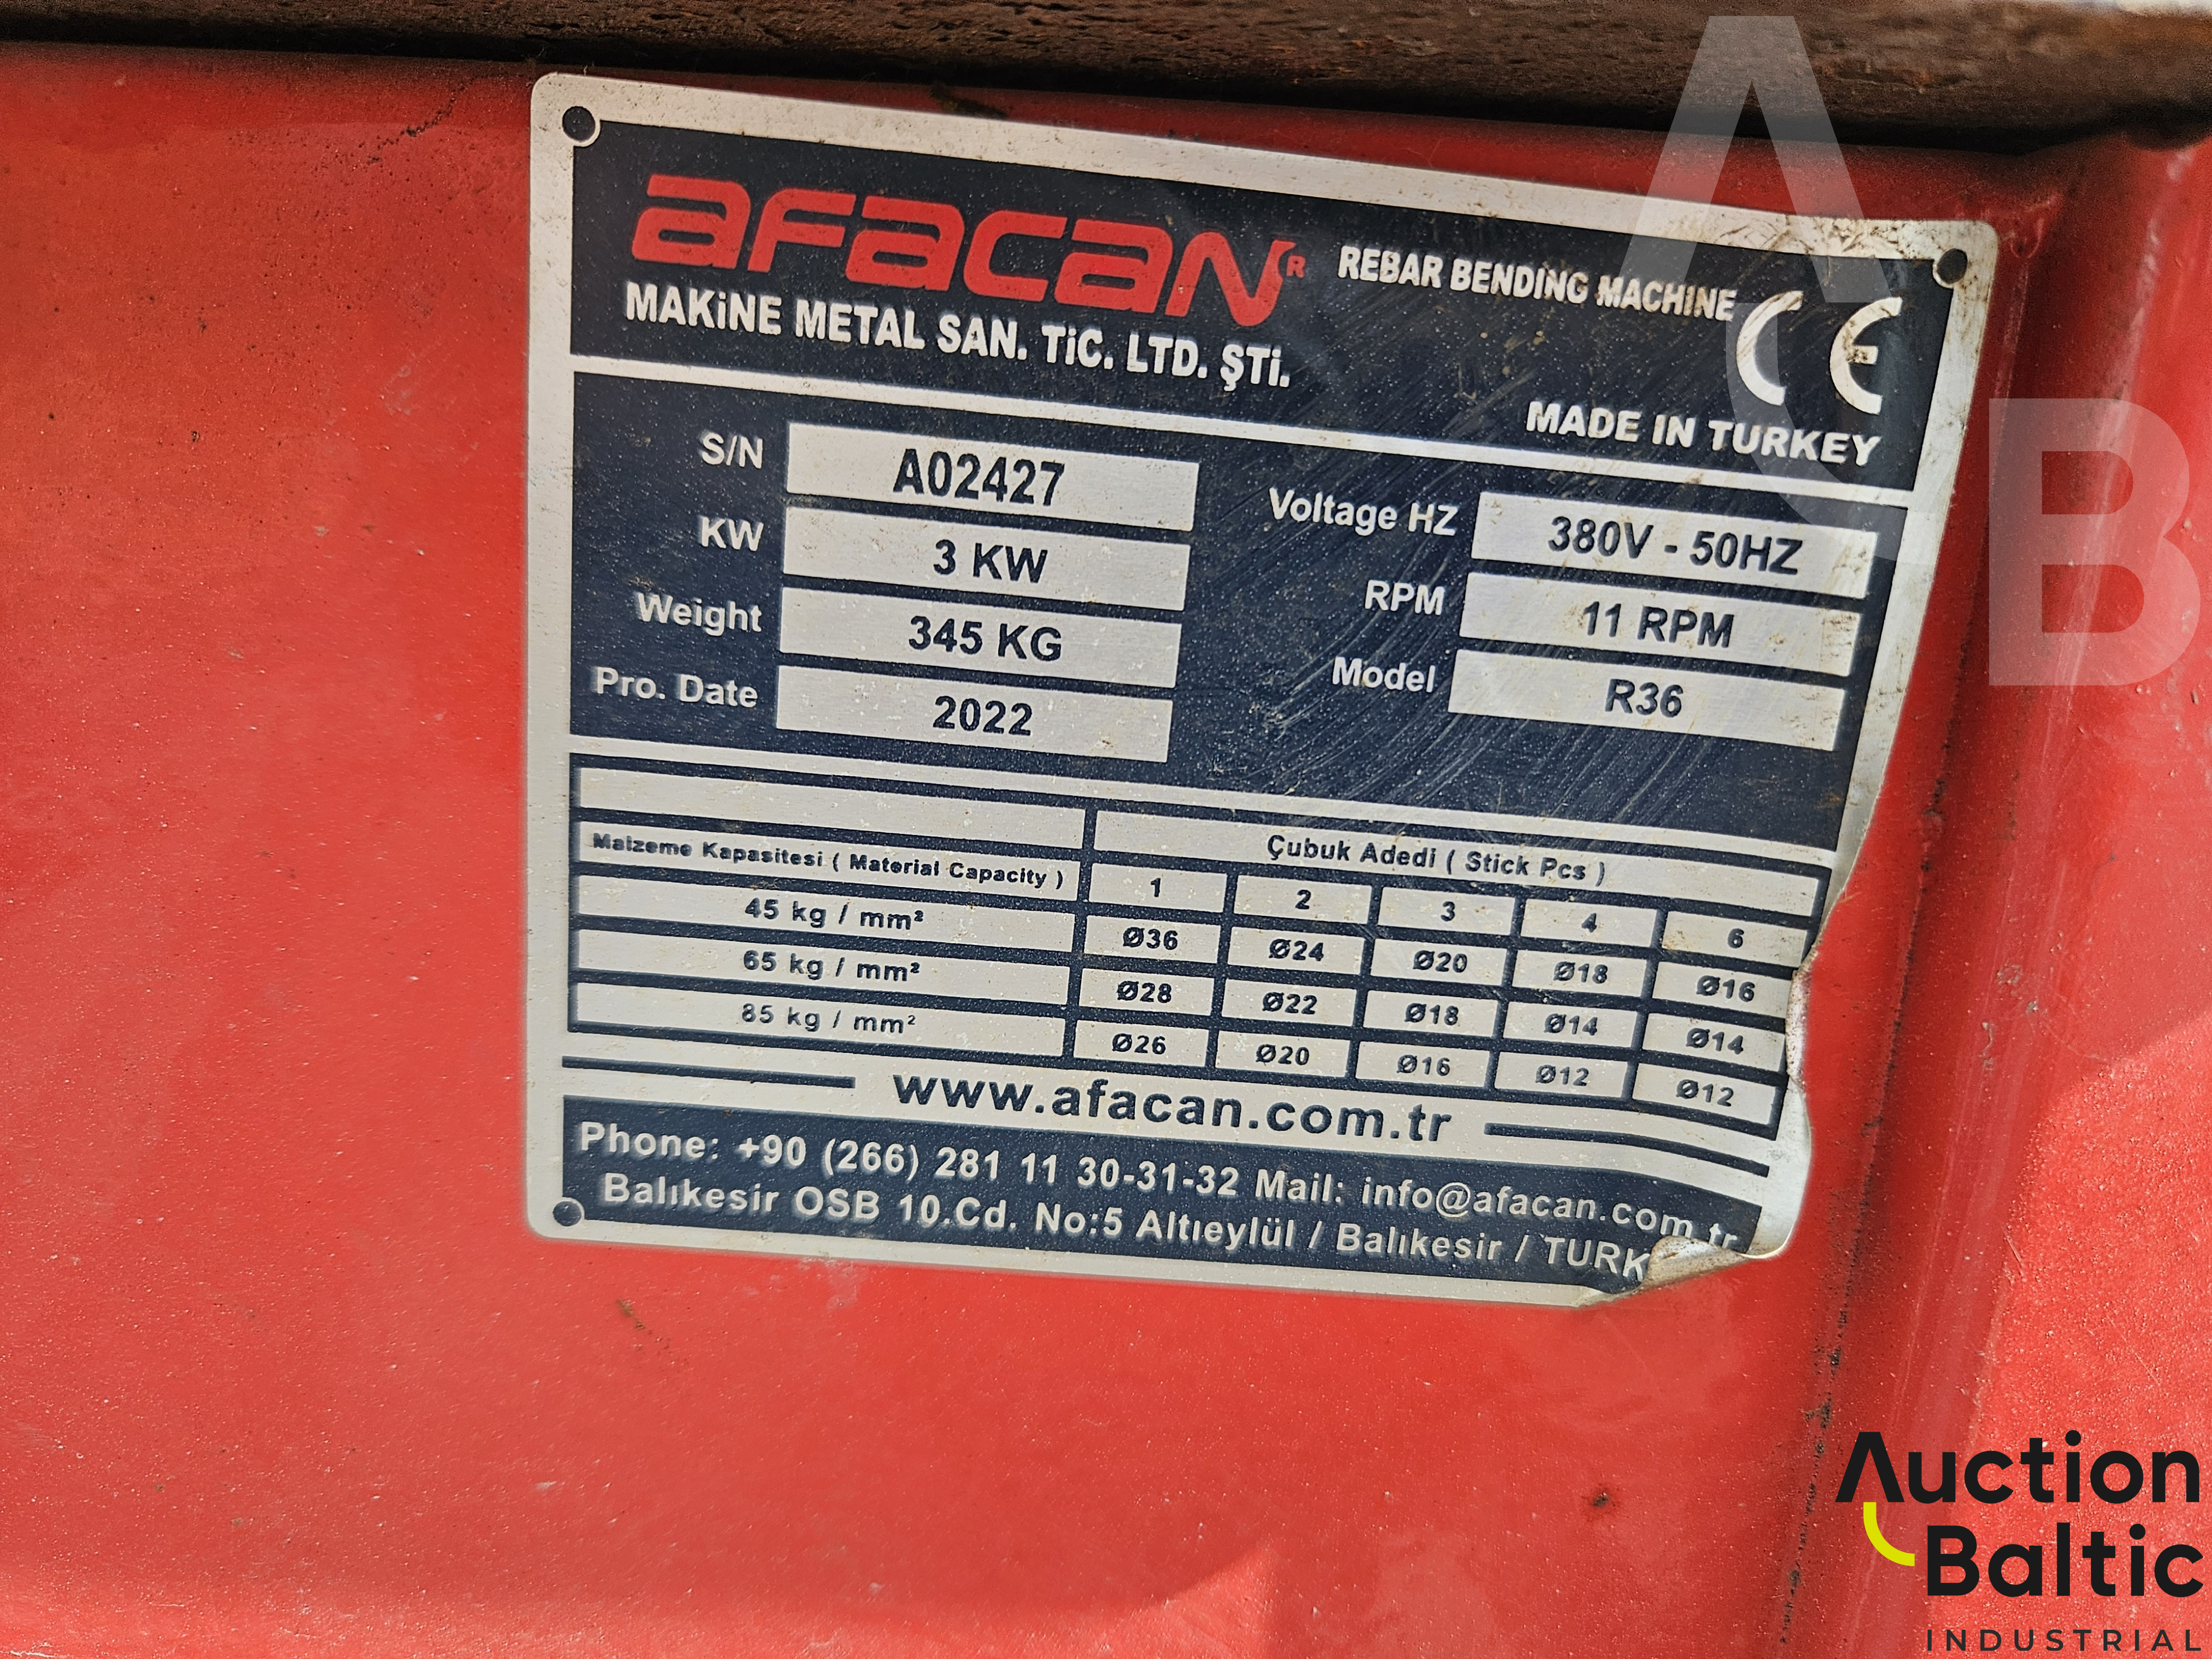 afacan R REBAR BENDİNG MACHINE
MAKİNE METAL SAN. TİC. LTD. ŞTİ.
CE
MADE IN TURKEY
S/N A02427 Voltage HZ 380V - 50HZ
KW 3 KW RPM 11 RPM
Weight 345 KG Model R36
Pro. Date 2022
Çubuk Adedi ( Stick Pcs )
Malzeme Kapasitesi ( Material Capacity ) 1 2 3 4 6
45 kg / mm² Ø36 Ø24 Ø20 Ø18 Ø16
65 kg / mm² Ø28 Ø22 Ø18 Ø14 Ø14
85 kg / mm² Ø26 Ø20 Ø16 Ø12 Ø12
www.afacan.com.tr
Phone: +90 (266) 281 11 30-31-32 Mail: info@afacan.com.tr
Balıkesir OSB 10.Cd. No:5 Altıeylül / Balıkesir / TURK
A B
Auction
Baltic
INDUSTRIAL